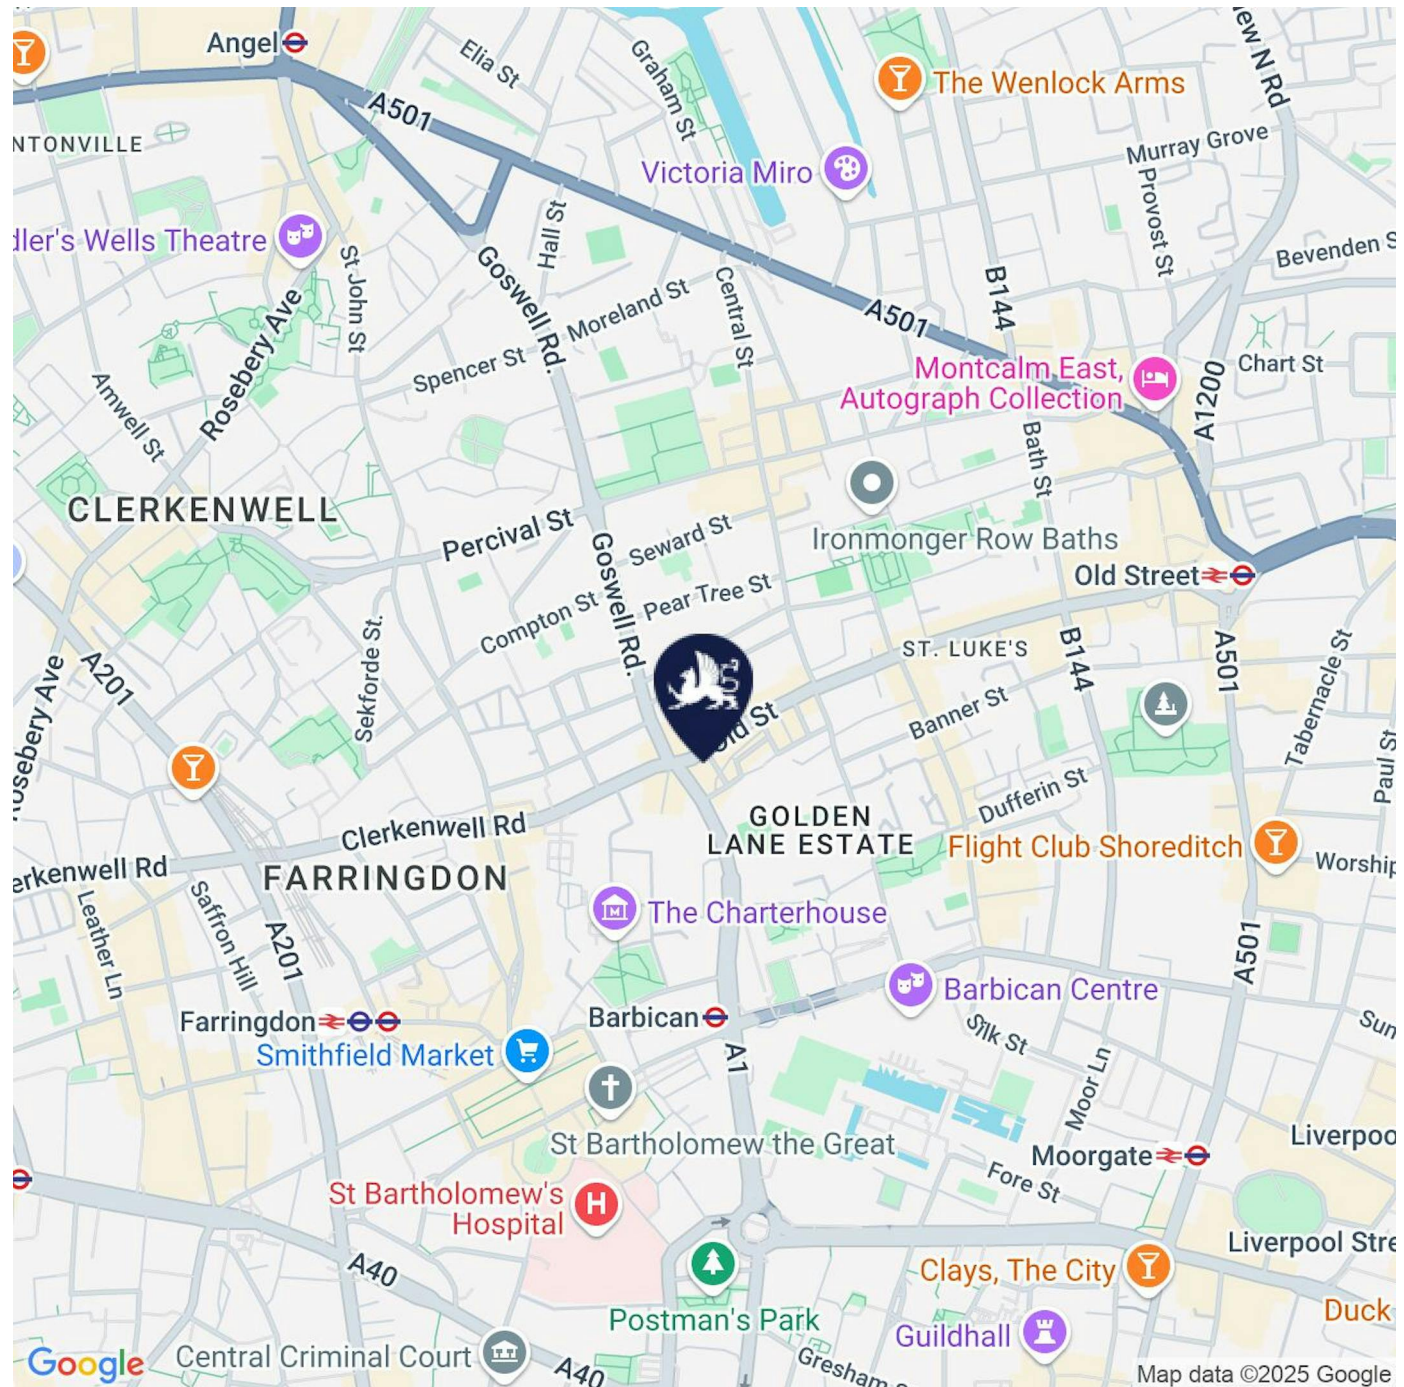 Angel
Elia St
Graham St
ew N Rd
The Wenlock Arms
A501
NTONVILLE
Murray Grove
Victoria Miro
Provost St
dler's Wells Theatre
Hall St
St John St
Goswell Rd.
Bevenden S
Central St
B144
Moreland St
A501
Rosebery Ave
Spencer St
Chart St
Montcalm East,
Autograph Collection
A1200
Amwell St
Bath St
CLERKENWELL
Percival St
Seward St
Ironmonger Row Baths
Goswell Rd.
Old Street
Pear Tree St
Compton St
ST. LUKE'S
B144
A501
Sekforde St.
Tabernacle St
A201
Rosebery Ave
Old St
Banner St
Paul St
Dufferin St
GOLDEN
LANE ESTATE
Clerkenwell Rd
Flight Club Shoreditch
Worship
erkenwell Rd
FARRINGDON
Leather Ln
Saffron Hill
A201
The Charterhouse
A501
Barbican Centre
Farringdon
Barbican
Silk St
Sun
Smithfield Market
A1
Moor Ln
St Bartholomew the Great
Liverpoo
Moorgate
Fore St
St Bartholomew's
Hospital
H
Liverpool Stre
A40
Clays, The City
Duck
Postman's Park
Guildhall
Central Criminal Court
A40
Gresham S
Google
Map data ©2025 Google